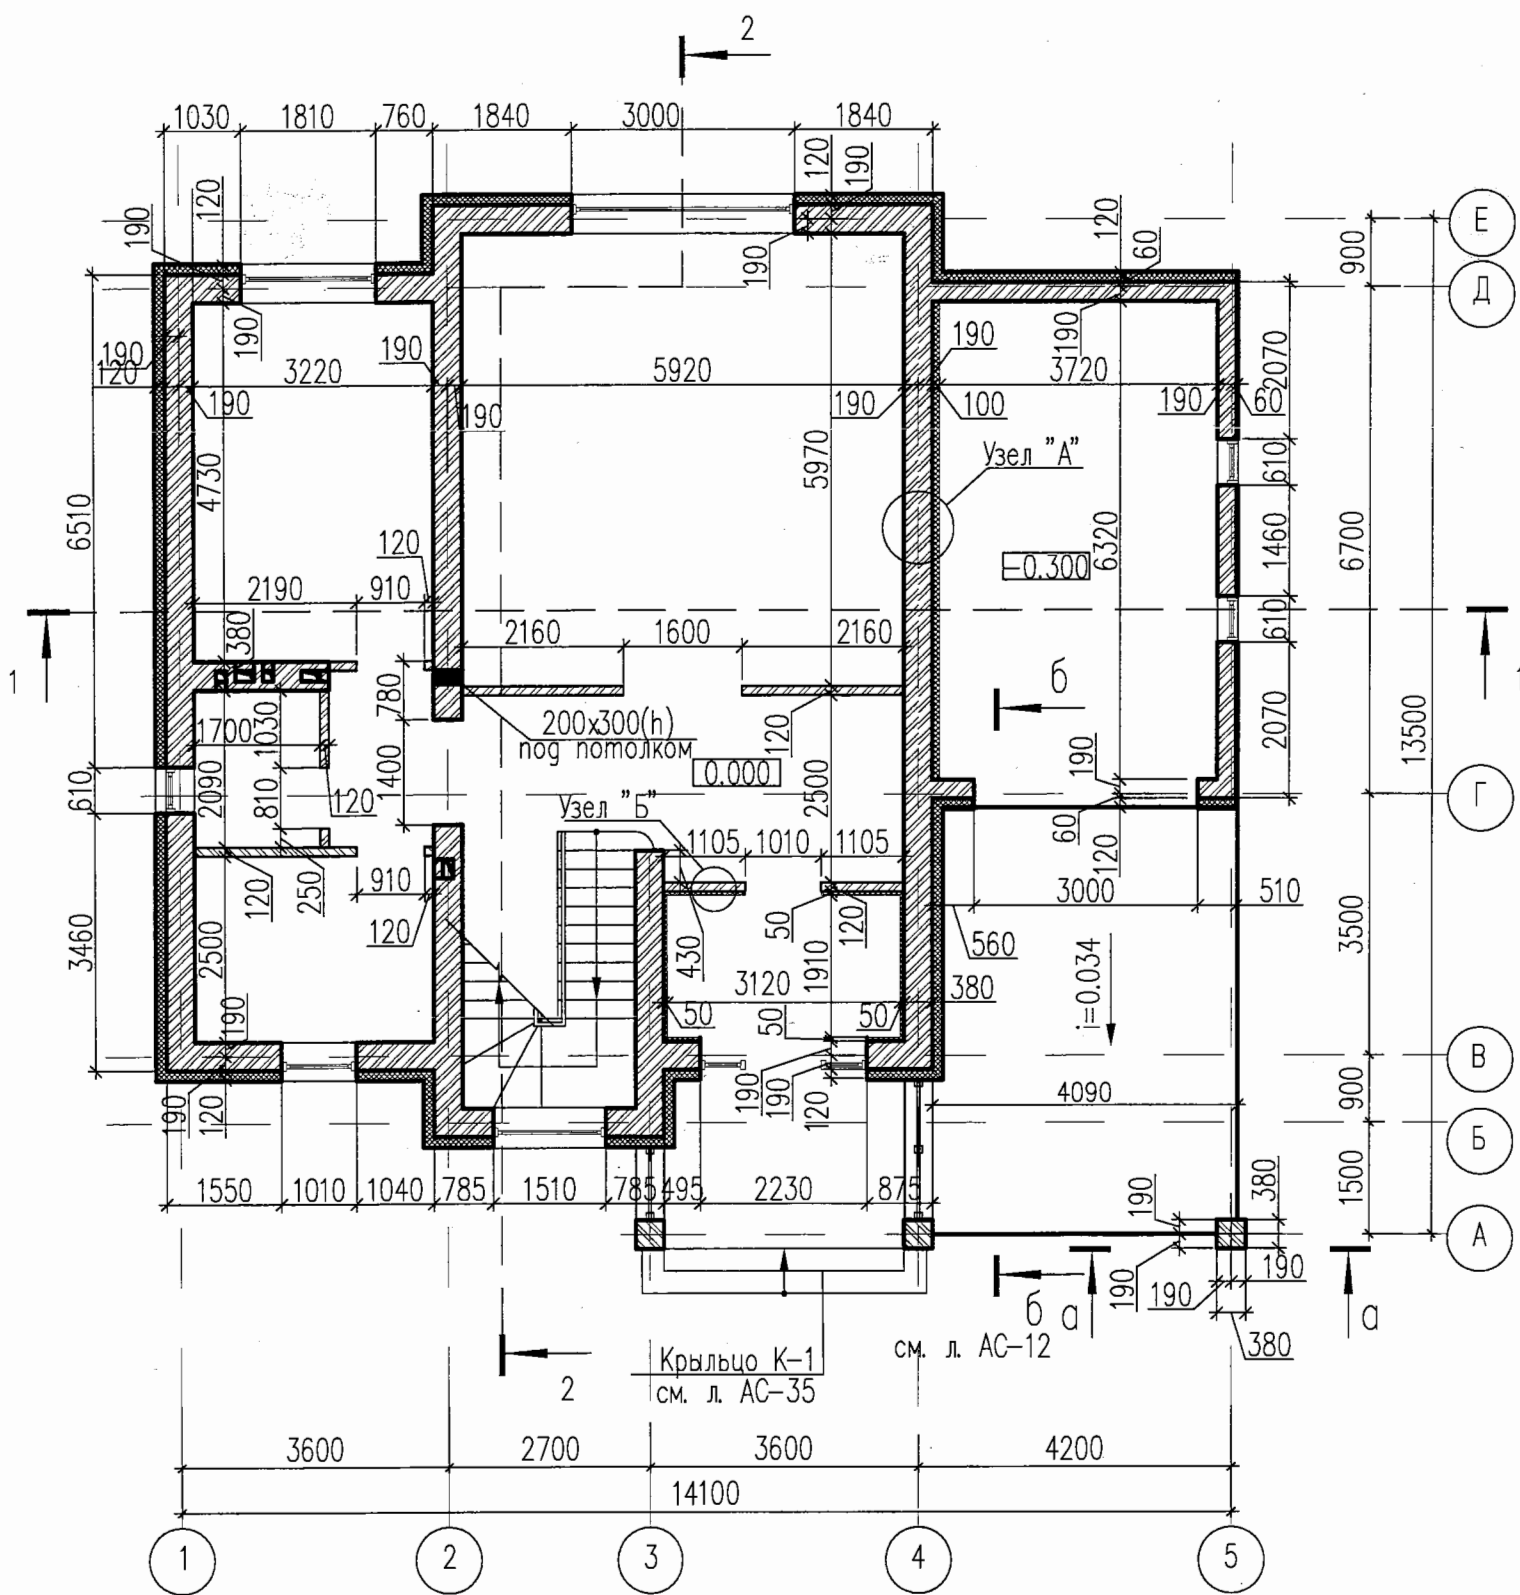 2
1030 1810 760 1840 3000 1840
120 190
190 120 190 120 60 900
Е
Д
190 190 190
190 120 3220 190 5920 190 3720 2070
190 190 190 100 190 60
4730 5970 Узел "А" 610
6510 120 6320 1460 6700 13500
2190 910 -0.300
380 2160 1600 2160 610
1 1
780 б
200х300(h)
под потолком
1700 1030 120 2070
0.000 190
610 2090 810 120 1400 Узел "Б" 2500 60 120 Г
1105 1010 1105
120 250 910 3000 510
3460 2500 120 430 50 120 560 3500
1910 i=0.034
3120 380
190 50 50 50
190 190 В
190 120 120 4090 900
Б
1550 1010 1040 785 1510 785 495 2230 875 190 380 1500
А
190 190 190
б а а
см. л. АС-12 380
Крыльцо К-1
см. л. АС-35
2
3600 2700 3600 4200
14100
1 2 3 4 5